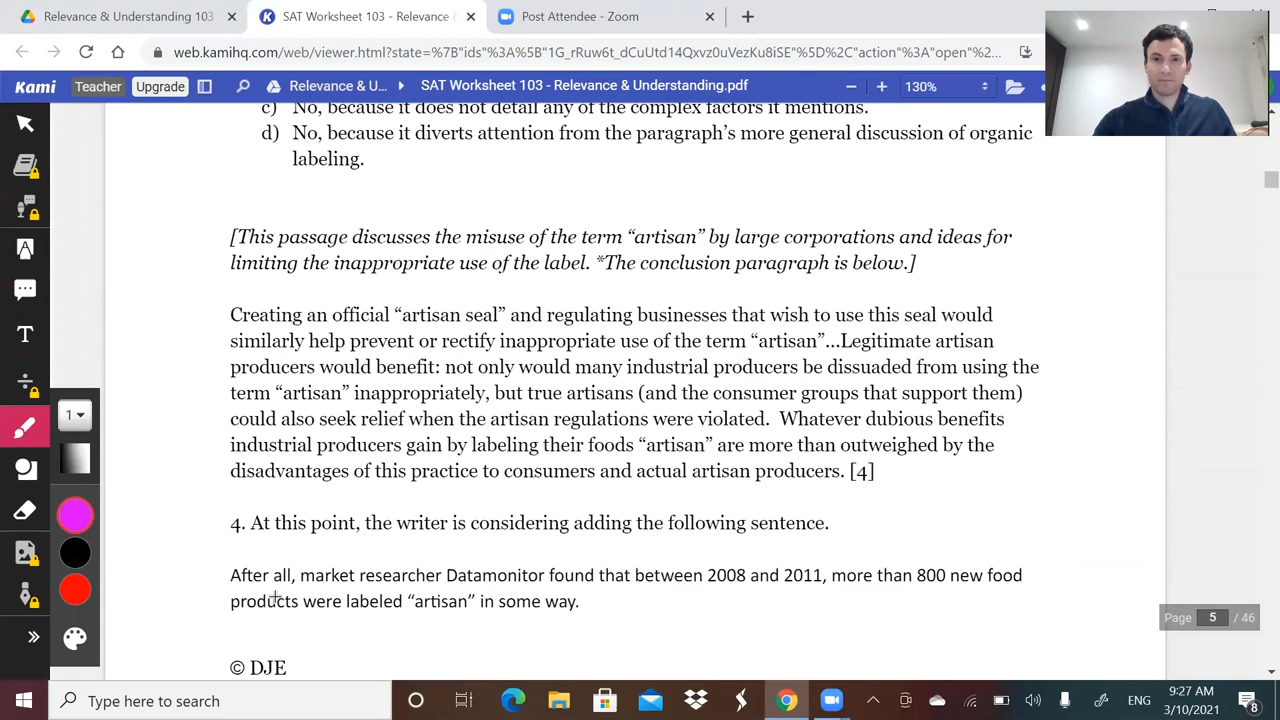 Relevance & Understanding 103
SAT Worksheet 103 - Relevance &
Post Attendee - Zoom
web.kamihq.com/web/viewer.html?state=%7B"ids"%3A%5B"1G_rRuw6t_dCuUtd14Qxvz0uVezKu8iSE"%5D%2C"action"%3A"open"%2...
Kami
Teacher
Upgrade
Relevance & U...
SAT Worksheet 103 - Relevance & Understanding.pdf
130%
c) No, because it does not detail any of the complex factors it mentions.
d) No, because it diverts attention from the paragraph's more general discussion of organic
labeling.
[This passage discusses the misuse of the term “artisan” by large corporations and ideas for
limiting the inappropriate use of the label. *The conclusion paragraph is below.]
Creating an official “artisan seal” and regulating businesses that wish to use this seal would
similarly help prevent or rectify inappropriate use of the term “artisan”...Legitimate artisan
producers would benefit: not only would many industrial producers be dissuaded from using the
term “artisan” inappropriately, but true artisans (and the consumer groups that support them)
could also seek relief when the artisan regulations were violated. Whatever dubious benefits
industrial producers gain by labeling their foods “artisan” are more than outweighed by the
disadvantages of this practice to consumers and actual artisan producers. [4]
4. At this point, the writer is considering adding the following sentence.
After all, market researcher Datamonitor found that between 2008 and 2011, more than 800 new food
products were labeled “artisan” in some way.
© DJE
Page 5 / 46
1
Type here to search
ENG
9:27 AM
3/10/2021
8